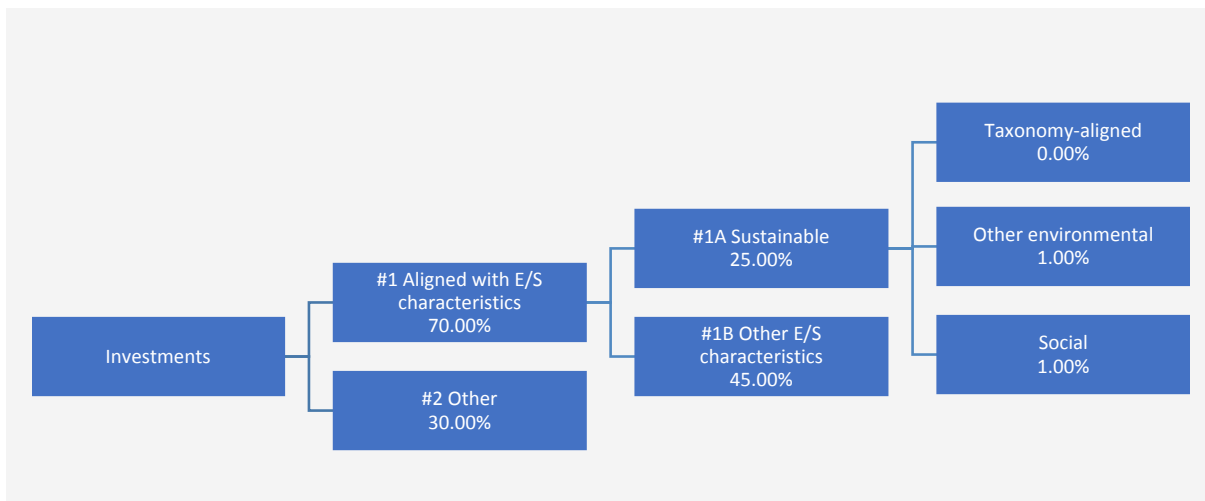 Investments
#1 Aligned with E/S
characteristics
70.00%
#2 Other
30.00%
#1A Sustainable
25.00%
#1B Other E/S
characteristics
45.00%
Taxonomy-aligned
0.00%
Other environmental
1.00%
Social
1.00%